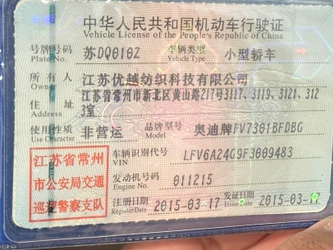 中华人民共和国机动车行驶证
Vehicle License of the People's Republic of China
号牌号码 苏DQ018Z 车辆类型 小型轿车
Plate No. Vehicle Type
所有人 江苏优越纺织科技有限公司
Owner
住址 江苏省常州市新北区黄山路217号3117、3119、3121、312
Address 3室
使用性质 非营运 品牌型号 奥迪牌FV7301BFDBG
Use Character Model
江苏省常州 车辆识别代号 LFV6A24G9F3009483
VIN
市公安局交通 发动机号码 011215
Engine No.
巡逻警察支队 注册日期 2015-03-17 发证日期 2015-03-17
Register Date Issue Date